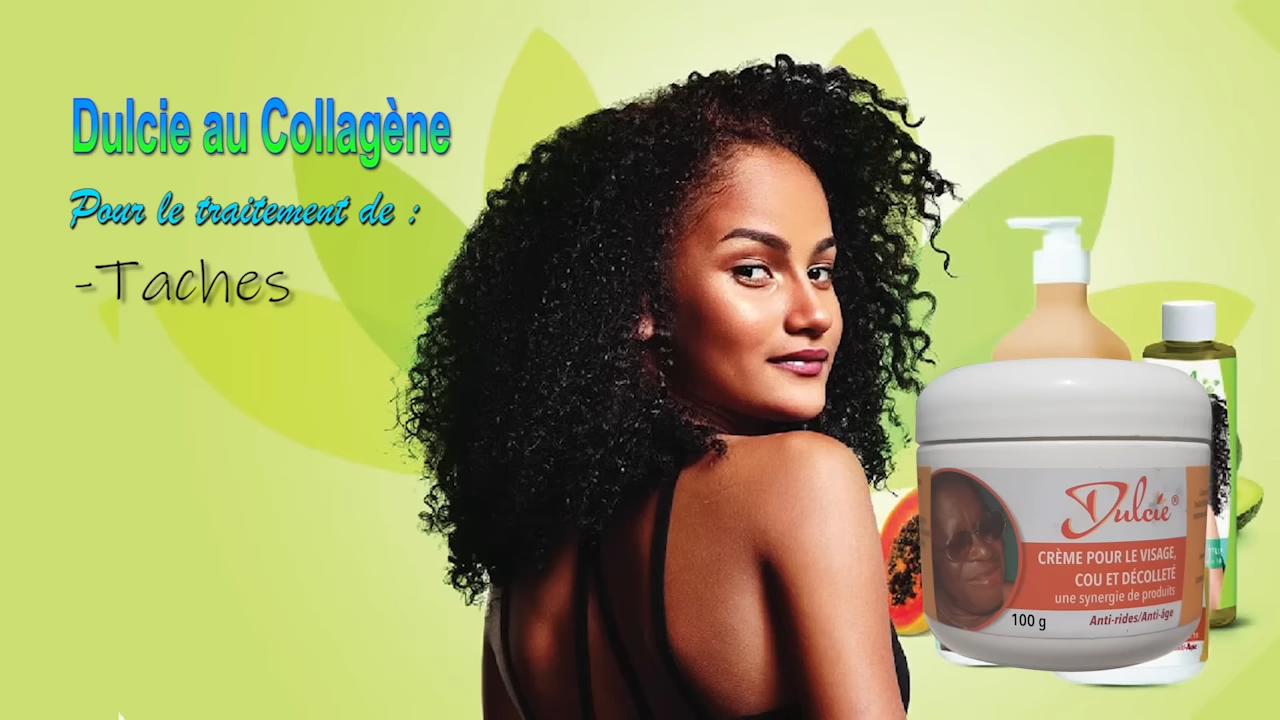 Dulcie au Collagène
Pour le traitement de :
-Taches
Dulcie®
CRÈME POUR LE VISAGE,
COU ET DÉCOLLETÉ
une synergie de produits
100 g
Anti-rides/Anti-âge